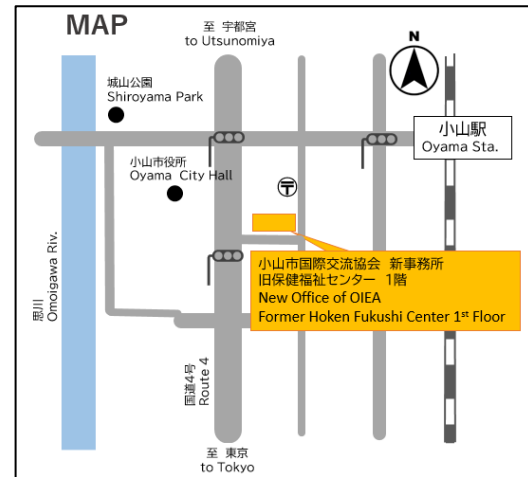 MAP
至 宇都宮
to Utsunomiya
N
城山公園
Shiroyama Park
小山駅
Oyama Sta.
小山市役所
Oyama City Hall
〒
小山市国際交流協会 新事務所
旧保健福祉センター 1階
New Office of OIEA
Former Hoken Fukushi Center 1st Floor
思川
Omoigawa Riv.
国道4号
Route 4
至 東京
to Tokyo